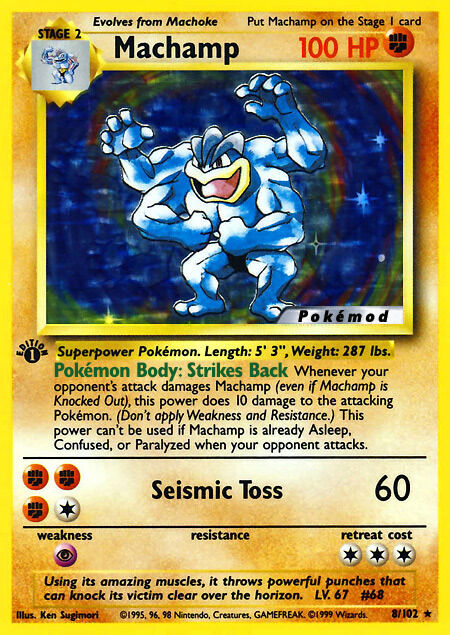 Evolves from Machoke Put Machamp on the Stage 1 card
STAGE 2
Machamp 100 HP
Pokémod
EDITION
1
Superpower Pokémon. Length: 5' 3", Weight: 287 lbs.
Pokémon Body: Strikes Back Whenever your
opponent's attack damages Machamp (even if Machamp is
Knocked Out), this power does 10 damage to the attacking
Pokémon. (Don't apply Weakness and Resistance.) This
power can't be used if Machamp is already Asleep,
Confused, or Paralyzed when your opponent attacks.
Seismic Toss 60
weakness resistance retreat cost
Using its amazing muscles, it throws powerful punches that
can knock its victim clear over the horizon. LV. 67 #68
Illus. Ken Sugimori ©1995, 96, 98 Nintendo, Creatures, GAMEFREAK. ©1999 Wizards. 8/102 ★